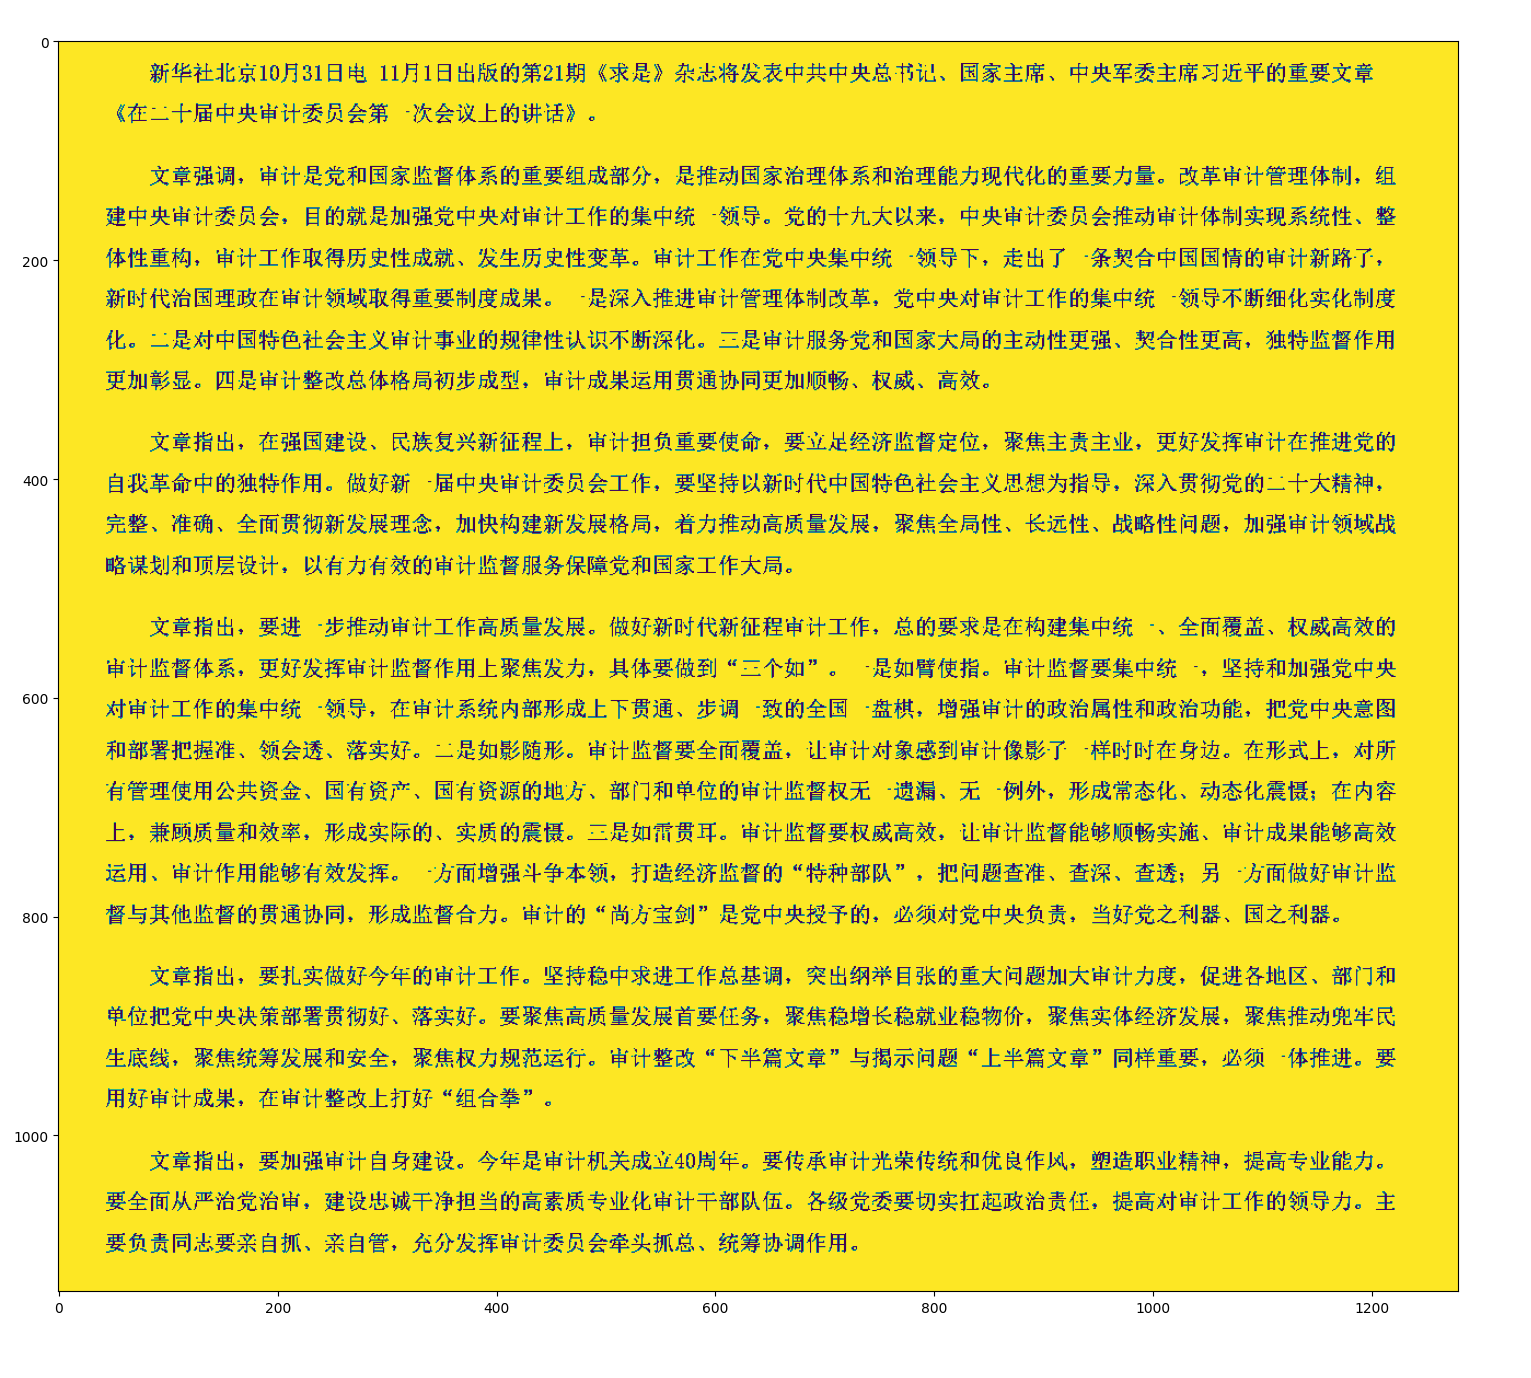 0
新华社北京10月31日电 11月1日出版的第21期《求是》杂志将发表中共中央总书记、国家主席、中央军委主席习近平的重要文章
《在二十届中央审计委员会第一次会议上的讲话》。
文章强调，审计是党和国家监督体系的重要组成部分，是推动国家治理体系和治理能力现代化的重要力量。改革审计管理体制，组
建中央审计委员会，目的就是加强党中央对审计工作的集中统一领导。党的十九大以来，中央审计委员会推动审计体制实现系统性、整
体性重构，审计工作取得历史性成就、发生历史性变革。审计工作在党中央集中统一领导下，走出了一条契合中国国情的审计新路子，
200
新时代治国理政在审计领域取得重要制度成果。一是深入推进审计管理体制改革，党中央对审计工作的集中统一领导不断细化实化制度
化。二是对中国特色社会主义审计事业的规律性认识不断深化。三是审计服务党和国家大局的主动性更强、契合性更高，独特监督作用
更加彰显。四是审计整改总体格局初步成型，审计成果运用贯通协同更加顺畅、权威、高效。
文章指出，在强国建设、民族复兴新征程上，审计担负重要使命，要立足经济监督定位，聚焦主责主业，更好发挥审计在推进党的
400
自我革命中的独特作用。做好新一届中央审计委员会工作，要坚持以新时代中国特色社会主义思想为指导，深入贯彻党的二十大精神，
完整、准确、全面贯彻新发展理念，加快构建新发展格局，着力推动高质量发展，聚焦全局性、长远性、战略性问题，加强审计领域战
略谋划和顶层设计，以有力有效的审计监督服务保障党和国家工作大局。
文章指出，要进一步推动审计工作高质量发展。做好新时代新征程审计工作，总的要求是在构建集中统一、全面覆盖、权威高效的
审计监督体系，更好发挥审计监督作用上聚焦发力，具体要做到“三个如”。一是如臂使指。审计监督要集中统一，坚持和加强党中央
600
对审计工作的集中统一领导，在审计系统内部形成上下贯通、步调一致的全国一盘棋，增强审计的政治属性和政治功能，把党中央意图
和部署把握准、领会透、落实好。二是如影随形。审计监督要全面覆盖，让审计对象感到审计像影子一样时时在身边。在形式上，对所
有管理使用公共资金、国有资产、国有资源的地方、部门和单位的审计监督权无一遗漏、无一例外，形成常态化、动态化震慑；在内容
上，兼顾质量和效率，形成实际的、实质的震慑。三是如雷贯耳。审计监督要权威高效，让审计监督能够顺畅实施、审计成果能够高效
运用、审计作用能够有效发挥。一方面增强斗争本领，打造经济监督的“特种部队”，把问题查准、查深、查透；另一方面做好审计监
800
督与其他监督的贯通协同，形成监督合力。审计的“尚方宝剑”是党中央授予的，必须对党中央负责，当好党之利器、国之利器。
文章指出，要扎实做好今年的审计工作。坚持稳中求进工作总基调，突出纲举目张的重大问题加大审计力度，促进各地区、部门和
单位把党中央决策部署贯彻好、落实好。要聚焦高质量发展首要任务，聚焦稳增长稳就业稳物价，聚焦实体经济发展，聚焦推动兜牢民
生底线，聚焦统筹发展和安全，聚焦权力规范运行。审计整改“下半篇文章”与揭示问题“上半篇文章”同样重要，必须一体推进。要
用好审计成果，在审计整改上打好“组合拳”。
1000
文章指出，要加强审计自身建设。今年是审计机关成立40周年。要传承审计光荣传统和优良作风，塑造职业精神，提高专业能力。
要全面从严治党治审，建设忠诚干净担当的高素质专业化审计干部队伍。各级党委要切实扛起政治责任，提高对审计工作的领导力。主
要负责同志要亲自抓、亲自管，充分发挥审计委员会牵头抓总、统筹协调作用。
0 200 400 600 800 1000 1200